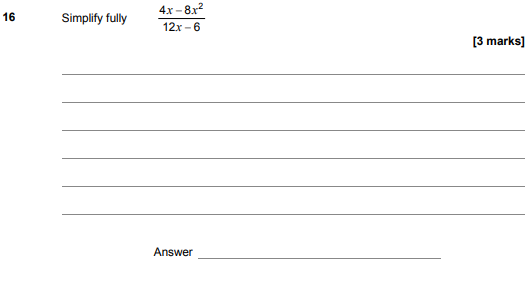 16 Simplify fully 4x – 8x²
12x – 6
[3 marks]
Answer